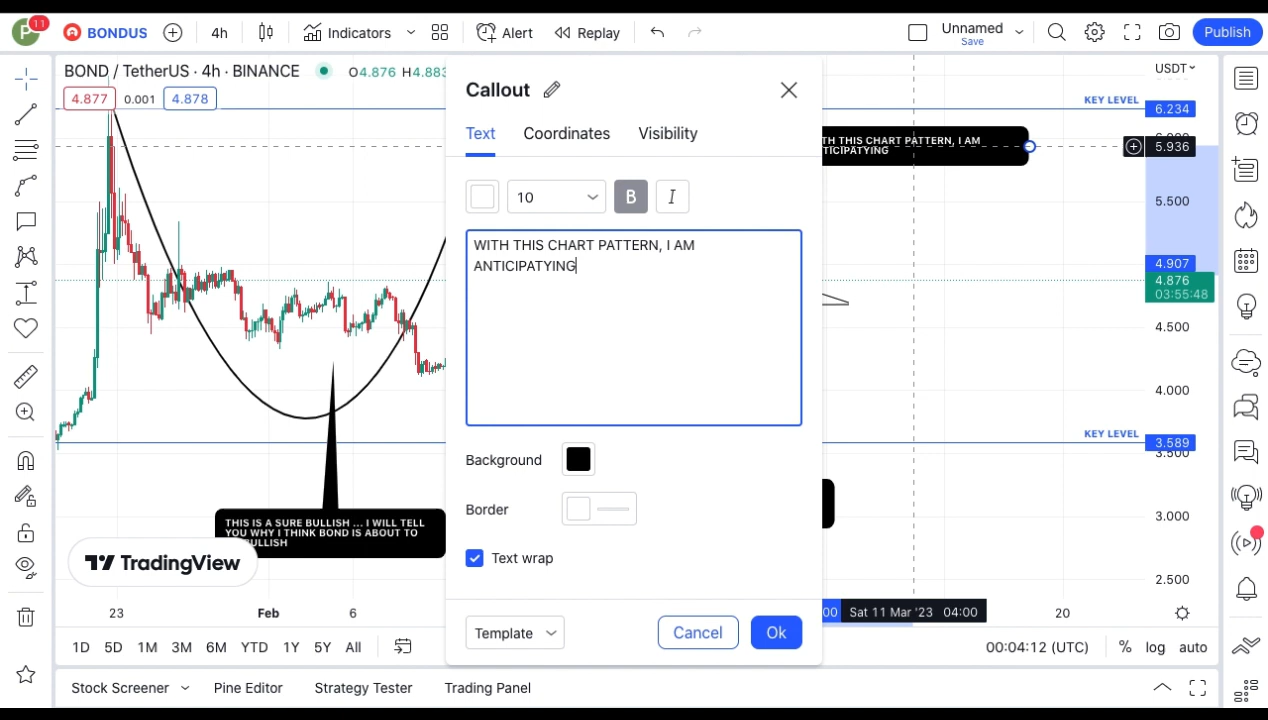 P 11 BONDUS 4h Indicators Alert Replay Unnamed Publish
Save
BOND / TetherUS · 4h · BINANCE O4.876 H4.883
4.877 0.001 4.878
Callout
Text Coordinates Visibility
10 B I
WITH THIS CHART PATTERN, I AM
ANTICIPATYING
Background
Border
Text wrap
Template Cancel Ok
TH THIS CHART PATTERN, I AM
TICIPATYING
USDT
KEY LEVEL 6.234
5.936
5.500
4.907
4.876
03:55:48
4.500
4.000
KEY LEVEL 3.589
3.500
3.000
2.500
THIS IS A SURE BULLISH ... I WILL TELL
YOU WHY I THINK BOND IS ABOUT TO
BULLISH
TradingView
23 Feb 6 00 Sat 11 Mar '23 04:00 20
1D 5D 1M 3M 6M YTD 1Y 5Y All 00:04:12 (UTC) % log auto
Stock Screener Pine Editor Strategy Tester Trading Panel